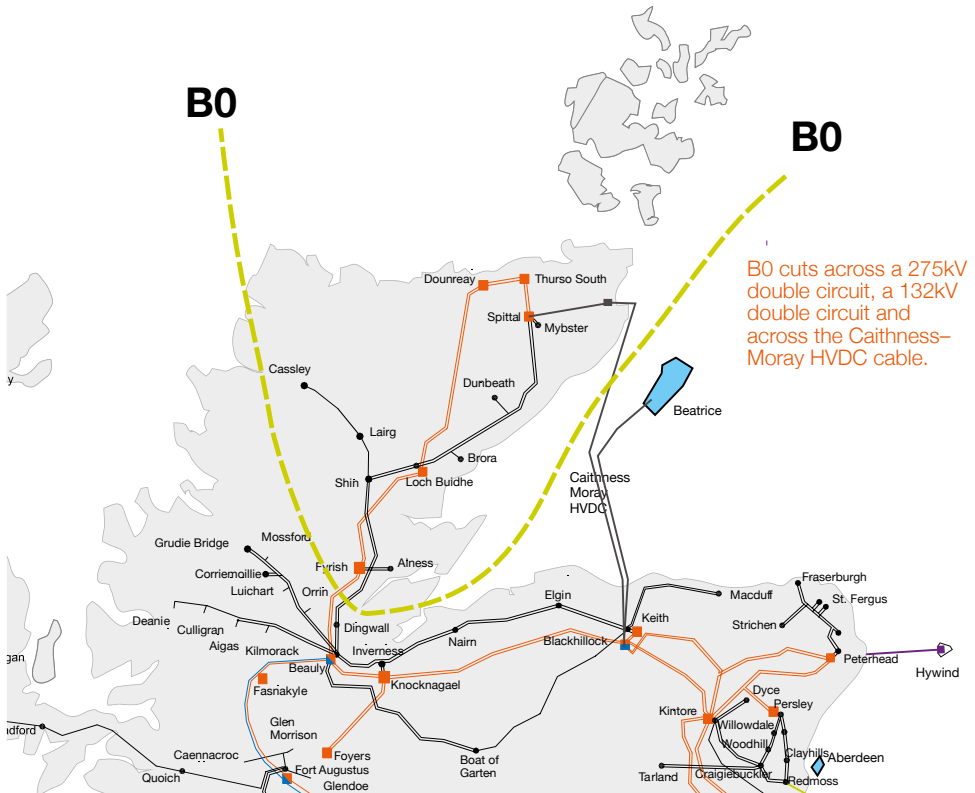 B0
B0
B0 cuts across a 275kV
double circuit, a 132kV
double circuit and
across the Caithness–
Moray HVDC cable.
Dounreay
Thurso South
Spittal
Mybster
Cassley
Dunbeath
Beatrice
Lairg
Brora
Shin
Loch Buidhe
Caithness
Moray
HVDC
Mossford
Grudie Bridge
Fyrish
Alness
Corriemoillie
Luichart
Orrin
Fraserburgh
Macduff
St. Fergus
Elgin
Deanie
Culligran
Dingwall
Keith
Strichen
Aigas
Nairn
Blackhillock
Kilmorack
Inverness
Beauly
Peterhead
Hywind
Fasnakyle
Knocknagael
Dyce
Persley
Kintore
Willowdale
Glen
Morrison
Woodhill
Clayhills
Aberdeen
Caennacroc
Foyers
Boat of
Garten
Fort Augustus
Quoich
Glendoe
Tarland
Craigiebuckler
Redmoss
y
gan
dford